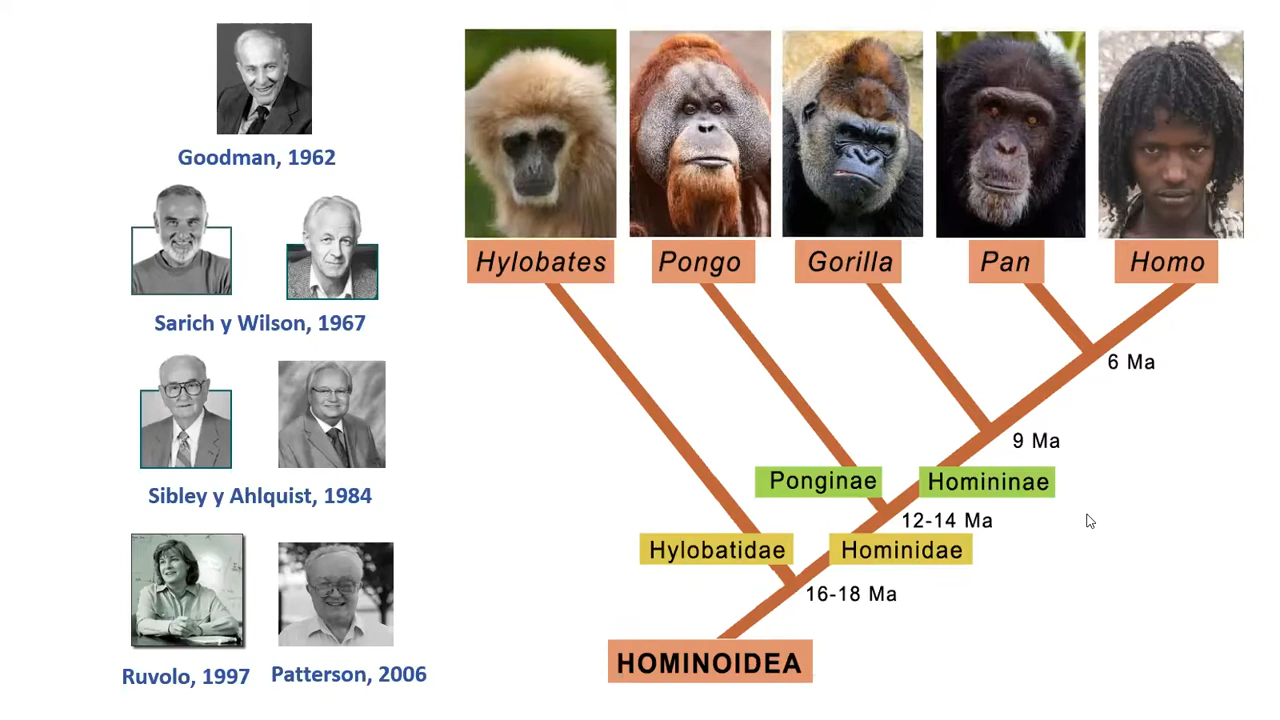 Goodman, 1962
Sarich y Wilson, 1967
Sibley y Ahlquist, 1984
Ruvolo, 1997
Patterson, 2006
Hylobates
Pongo
Gorilla
Pan
Homo
6 Ma
9 Ma
Ponginae
Homininae
12-14 Ma
Hylobatidae
Hominidae
16-18 Ma
HOMINOIDEA